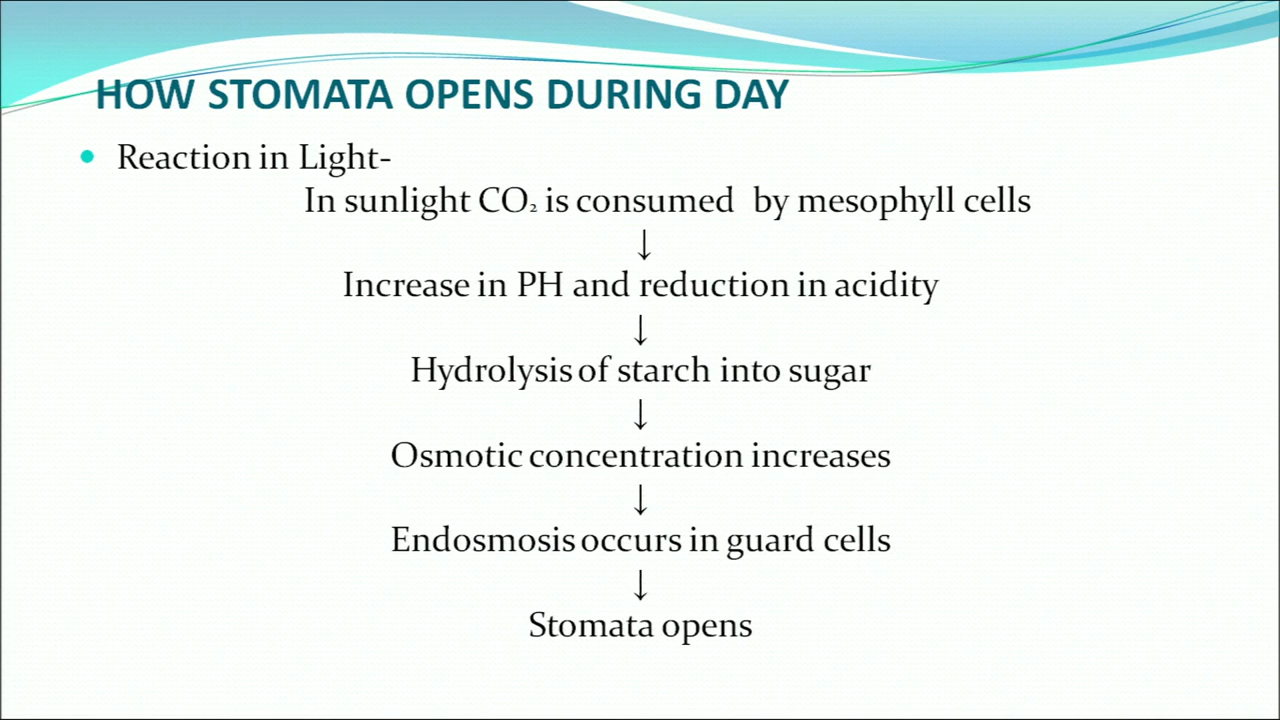 HOW STOMATA OPENS DURING DAY
• Reaction in Light-
In sunlight CO₂ is consumed by mesophyll cells
↓
Increase in PH and reduction in acidity
↓
Hydrolysis of starch into sugar
↓
Osmotic concentration increases
↓
Endosmosis occurs in guard cells
↓
Stomata opens